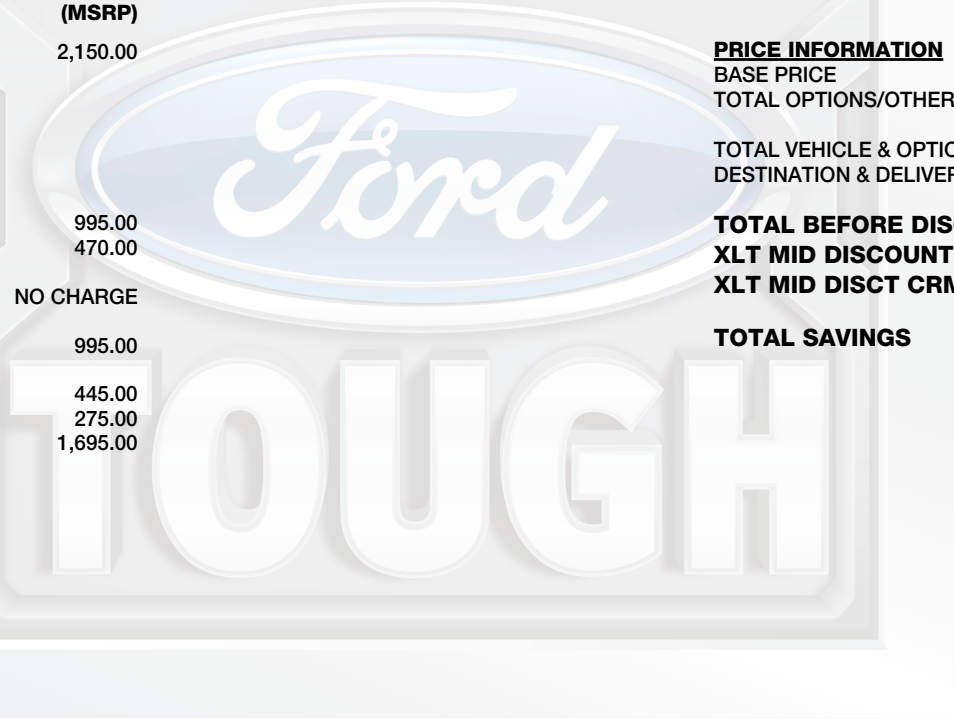 (MSRP)
2,150.00
995.00
470.00
NO CHARGE
995.00
445.00
275.00
1,695.00
PRICE INFORMATION
BASE PRICE
TOTAL OPTIONS/OTHER
TOTAL VEHICLE & OPTIO
DESTINATION & DELIVER
TOTAL BEFORE DIS
XLT MID DISCOUNT
XLT MID DISCT CRM
TOTAL SAVINGS
Ford
TOUGH